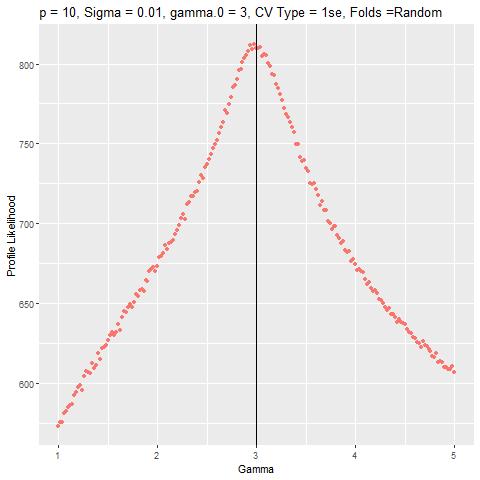 p = 10, Sigma = 0.01, gamma.0 = 3, CV Type = 1se, Folds =Random
Profile Likelihood
800
750
700
650
600
1 2 3 4 5
Gamma